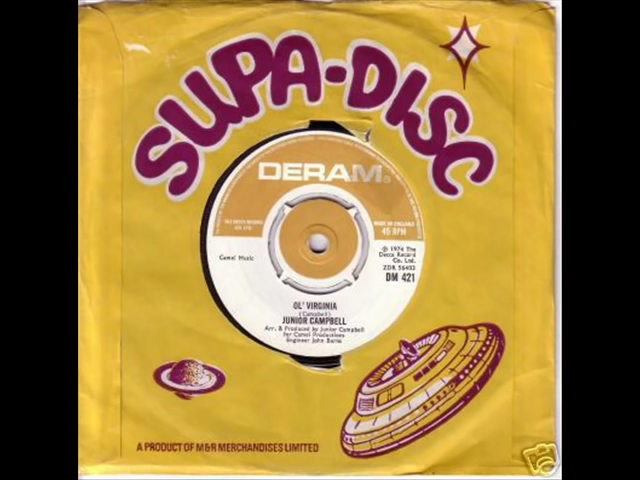 SUPA-DISC
DERAM
MADE IN ENGLAND
45 RPM
Camel Music
℗ 1974 The
Decca Record
Co. Ltd.
ZDR 56403
DM 421
OL' VIRGINIA
(Campbell)
JUNIOR CAMPBELL
Arr. & Produced by Junior Campbell
for Camel Productions
Engineer John Burns
A PRODUCT OF M&R MERCHANDISES LIMITED